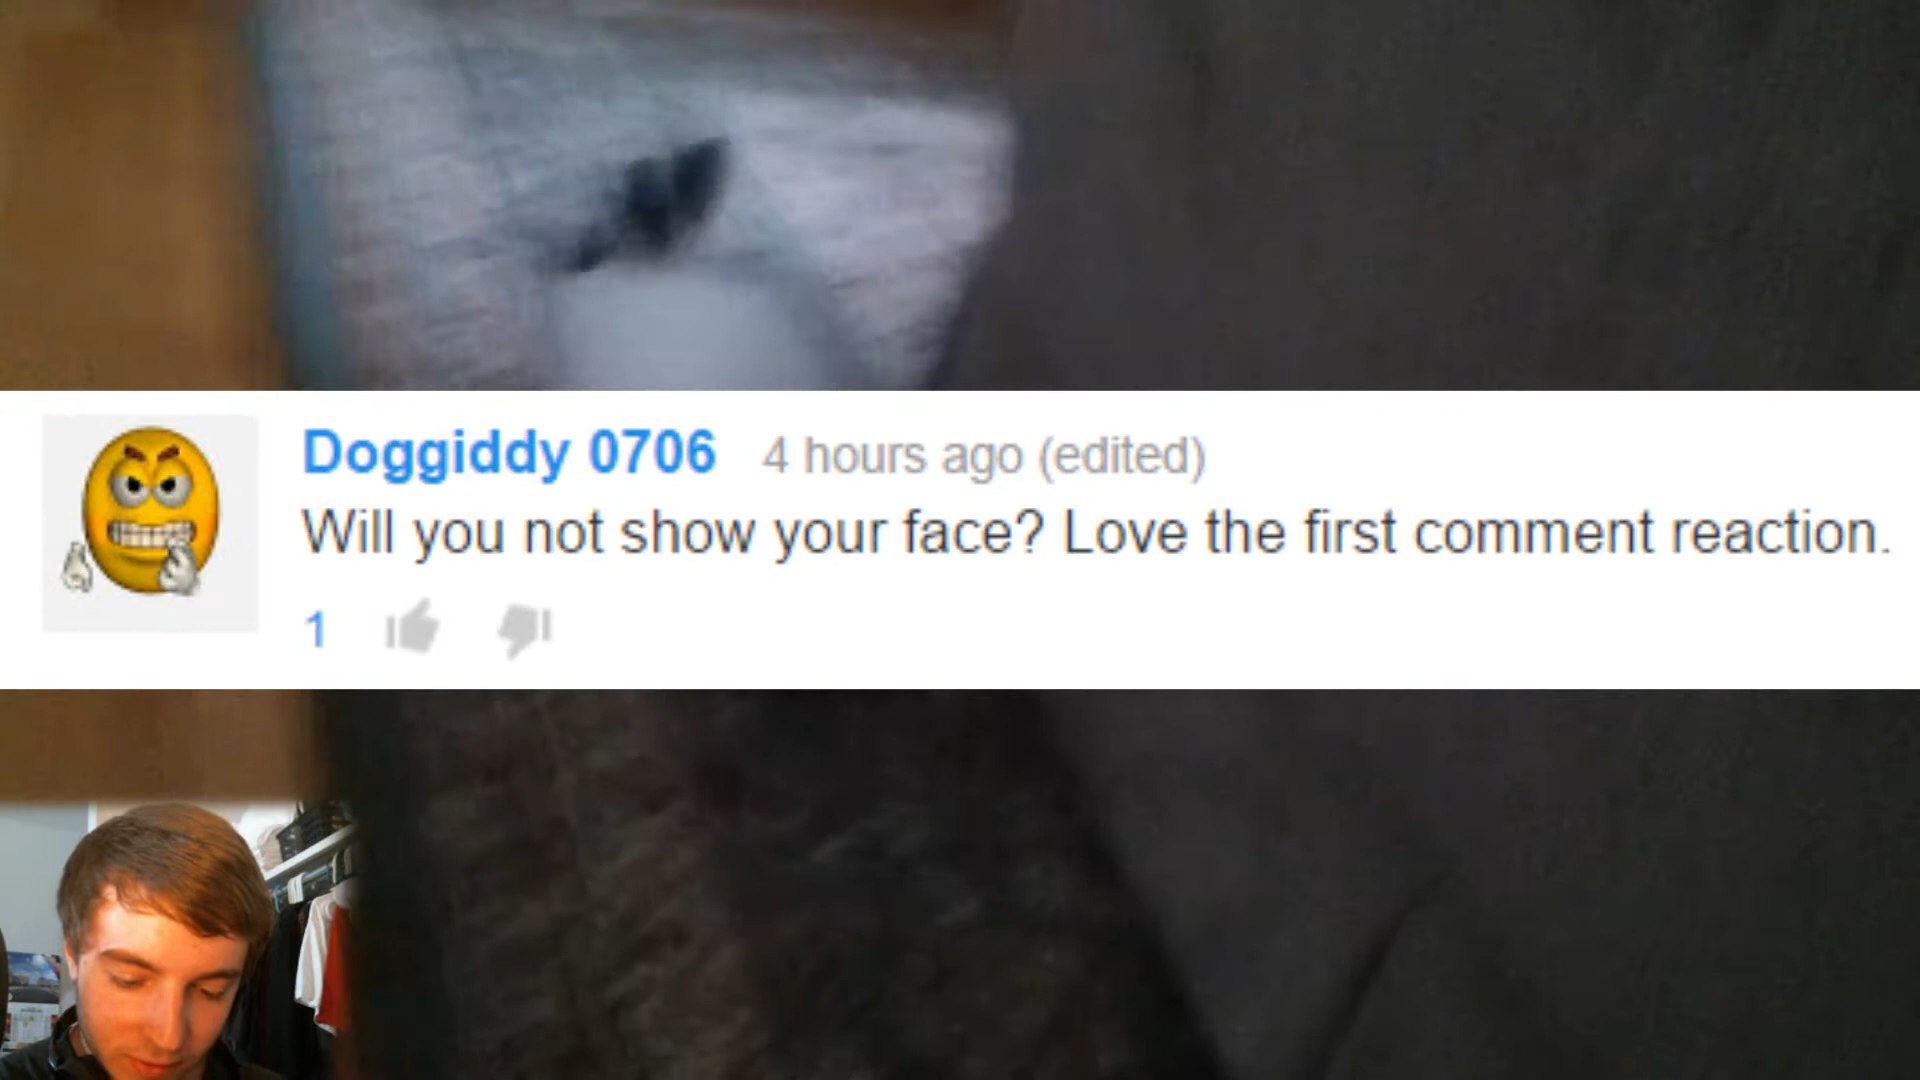 Doggiddy 0706 4 hours ago (edited)
Will you not show your face? Love the first comment reaction.
1